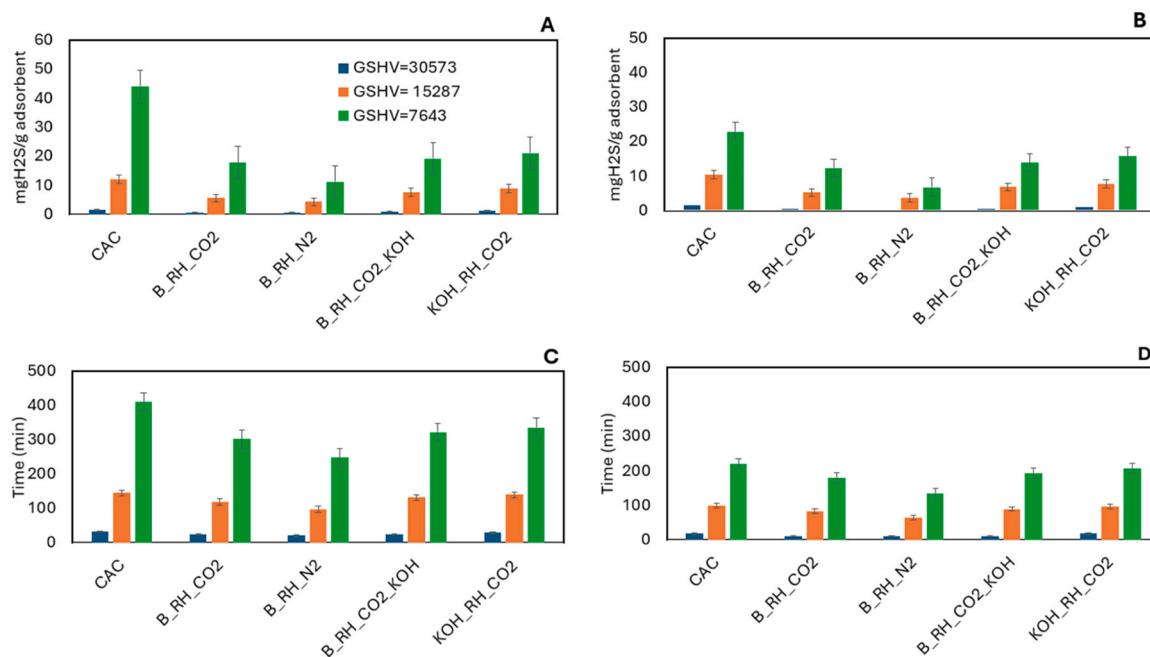 A
mgH2S/g adsorbent
60
50
40
30
20
10
0
GSHV=30573
GSHV= 15287
GSHV=7643
CAC
B_RH_CO2
B_RH_N2
B_RH_CO2_KOH
KOH_RH_CO2
B
mgH2S/g adsorbent
50
40
30
20
10
0
CAC
B_RH_CO2
B_RH_N2
B_RH_CO2_KOH
KOH_RH_CO2
C
Time (min)
500
400
300
200
100
0
CAC
B_RH_CO2
B_RH_N2
B_RH_CO2_KOH
KOH_RH_CO2
D
Time (min)
500
400
300
200
100
0
CAC
B_RH_CO2
B_RH_N2
B_RH_CO2_KOH
KOH_RH_CO2